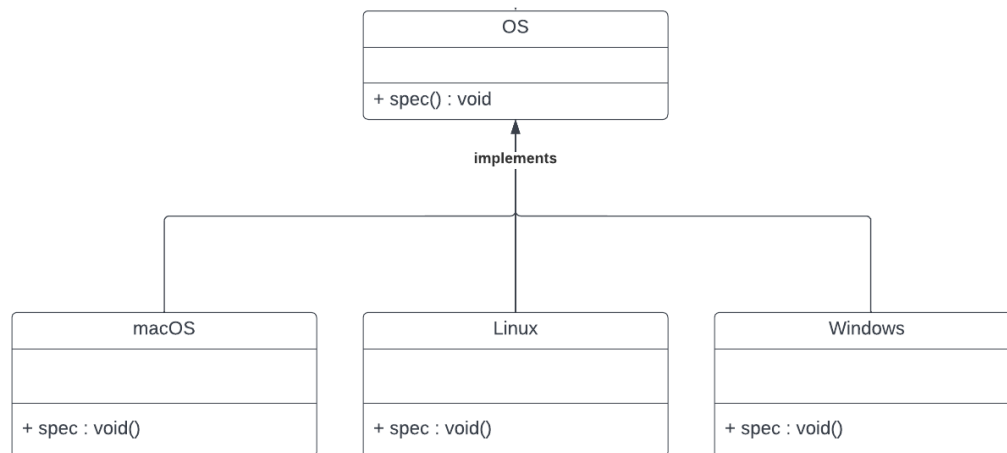 OS
+ spec() : void
implements
macOS
Linux
Windows
+ spec : void()
+ spec : void()
+ spec : void()